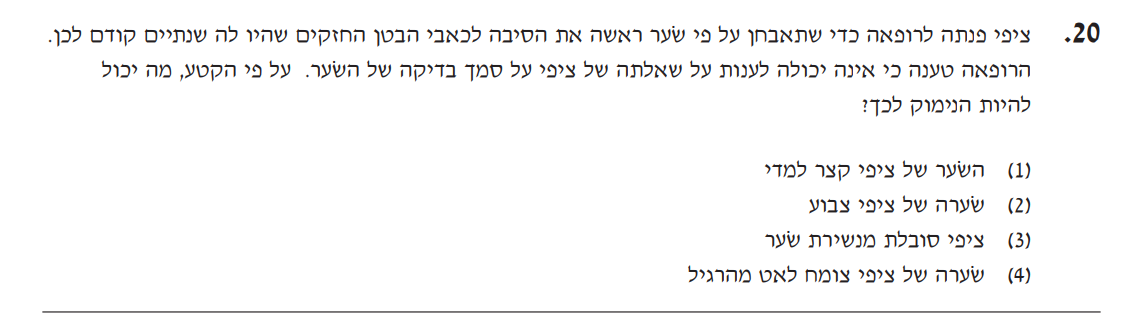 20. ציפי פנתה לרופאה כדי שתאבחן על פי שׂער ראשה את הסיבה לכאבי הבטן החזקים שהיו לה שנתיים קודם לכן.
הרופאה טענה כי אינה יכולה לענות על שאלתה של ציפי על סמך בדיקה של השׂער. על פי הקטע, מה יכול
להיות הנימוק לכך?
(1) השׂער של ציפי קצר למדי
(2) שׂערה של ציפי צבוע
(3) ציפי סובלת מנשירת שׂער
(4) שׂערה של ציפי צומח לאט מהרגיל